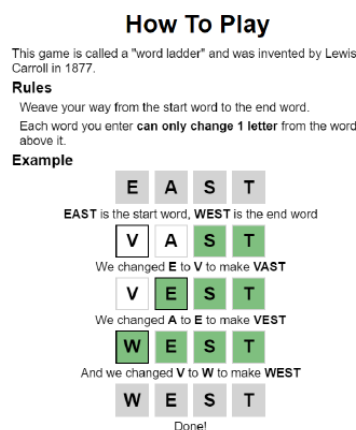 How To Play
This game is called a "word ladder" and was invented by Lewis
Carroll in 1877.
Rules
Weave your way from the start word to the end word.
Each word you enter can only change 1 letter from the word
above it.
Example
E A S T
EAST is the start word, WEST is the end word
V A S T
We changed E to V to make VAST
V E S T
We changed A to E to make VEST
W E S T
And we changed V to W to make WEST
W E S T
Done!